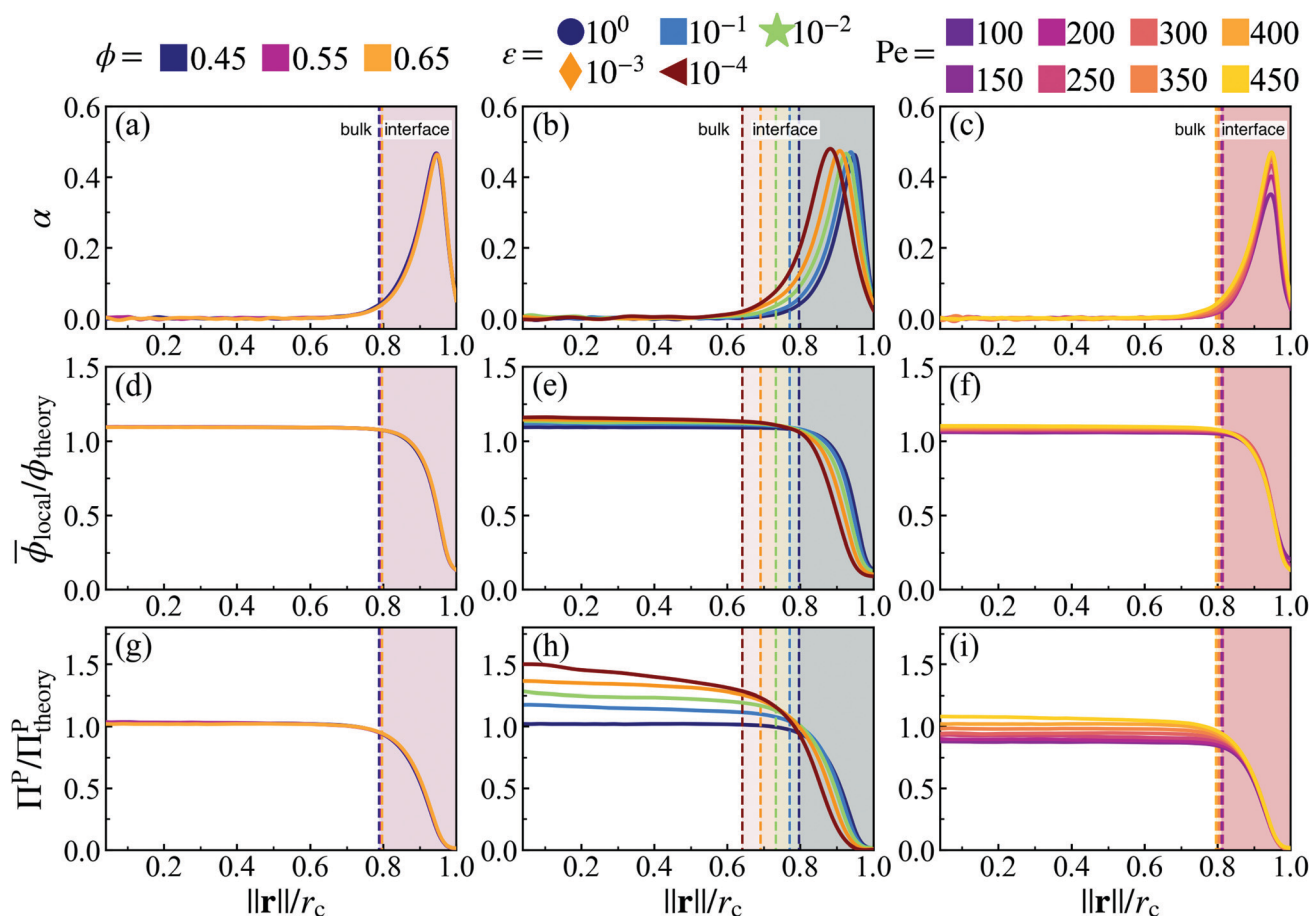 ϕ = 0.45 0.55 0.65
ε = 10⁰ 10⁻¹ 10⁻²
10⁻³ 10⁻⁴
Pe = 100 200 300 400
150 250 350 450
(a) bulk interface
(b) bulk interface
(c) bulk interface
α
0.6
0.4
0.2
0.0
0.2 0.4 0.6 0.8 1.0
0.2 0.4 0.6 0.8 1.0
0.2 0.4 0.6 0.8 1.0
(d)
(e)
(f)
ϕ̅local/ϕtheory
1.5
1.0
0.5
0.0
0.2 0.4 0.6 0.8 1.0
0.2 0.4 0.6 0.8 1.0
0.2 0.4 0.6 0.8 1.0
(g)
(h)
(i)
Πᴾ/Πᴾtheory
1.5
1.0
0.5
0.0
0.2 0.4 0.6 0.8 1.0
0.2 0.4 0.6 0.8 1.0
0.2 0.4 0.6 0.8 1.0
||r||/rc
||r||/rc
||r||/rc